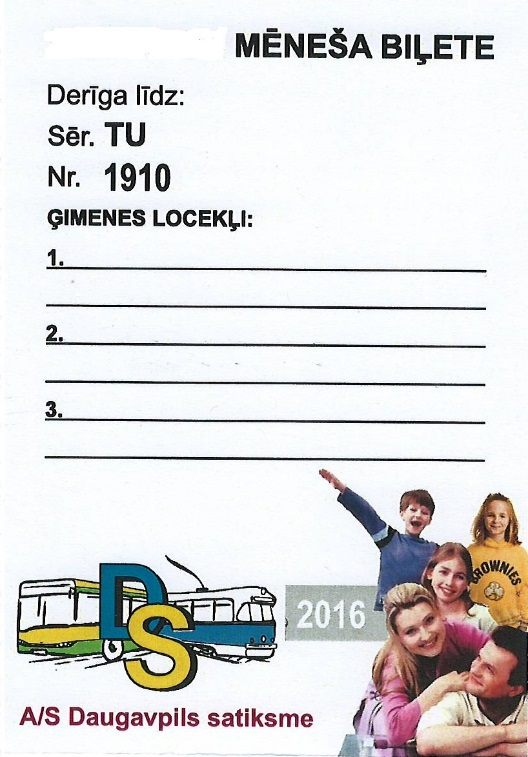 MĒNEŠA BIĻETE
Derīga līdz:
Sēr. TU
Nr. 1910
ĢIMENES LOCEKĻI:
1.
2.
3.
BROWNIES
2016
DS
A/S Daugavpils satiksme